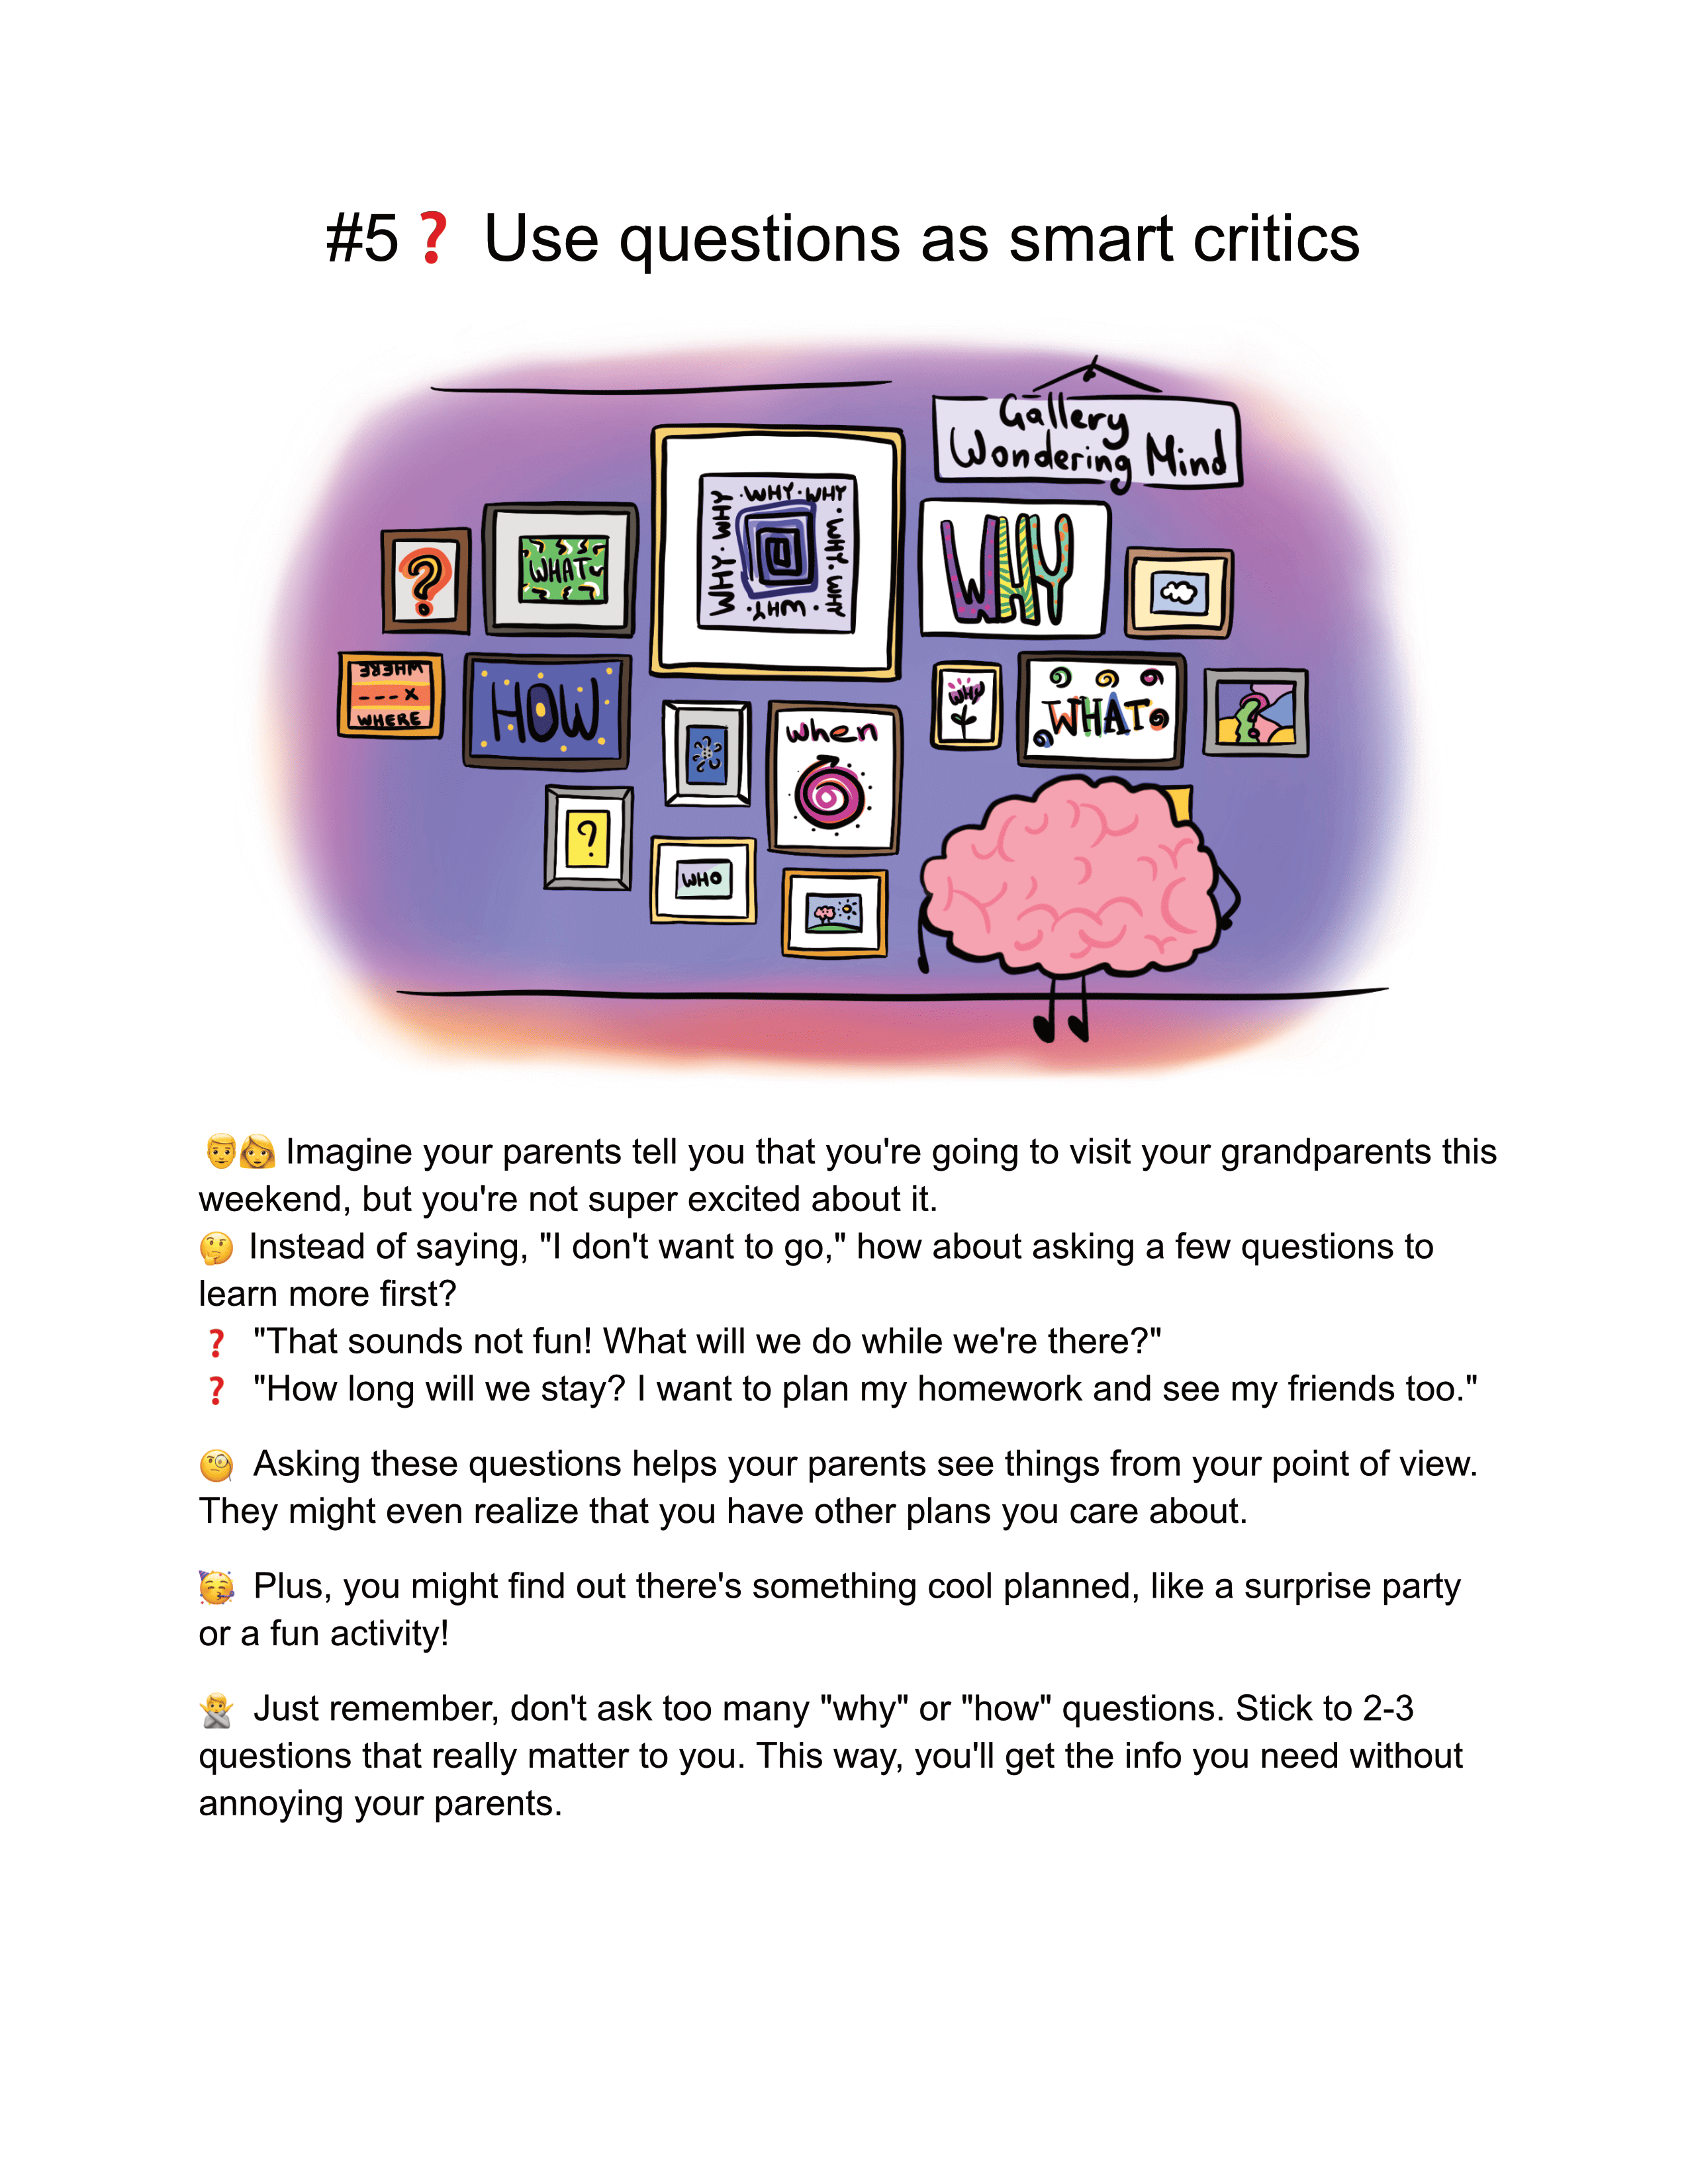 #5❓ Use questions as smart critics
Gallery
Wondering Mind
WHY · WHY · WHY · WHY · WHY · WHY · WHY
WHAT
WHY
?
?
WHERE
WHERE
HOW
when
WHY
WHAT
?
?
WHO
👨👩 Imagine your parents tell you that you're going to visit your grandparents this
weekend, but you're not super excited about it.
🤔 Instead of saying, "I don't want to go," how about asking a few questions to
learn more first?
❓ "That sounds not fun! What will we do while we're there?"
❓ "How long will we stay? I want to plan my homework and see my friends too."
🧐 Asking these questions helps your parents see things from your point of view.
They might even realize that you have other plans you care about.
🥳 Plus, you might find out there's something cool planned, like a surprise party
or a fun activity!
🙅 Just remember, don't ask too many "why" or "how" questions. Stick to 2-3
questions that really matter to you. This way, you'll get the info you need without
annoying your parents.